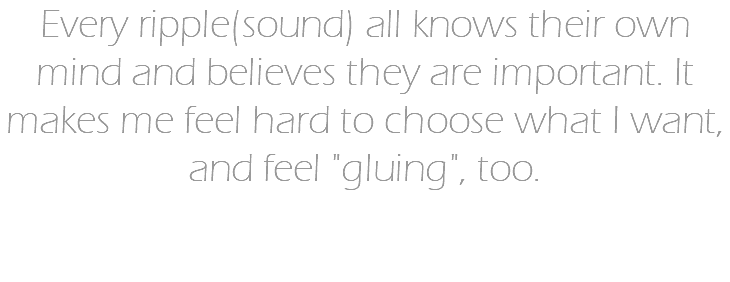 Every ripple(sound) all knows their own
mind and believes they are important. It
makes me feel hard to choose what I want,
and feel "gluing", too.